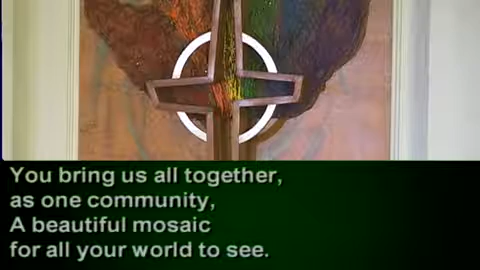 You bring us all together,
as one community,
A beautiful mosaic
for all your world to see.